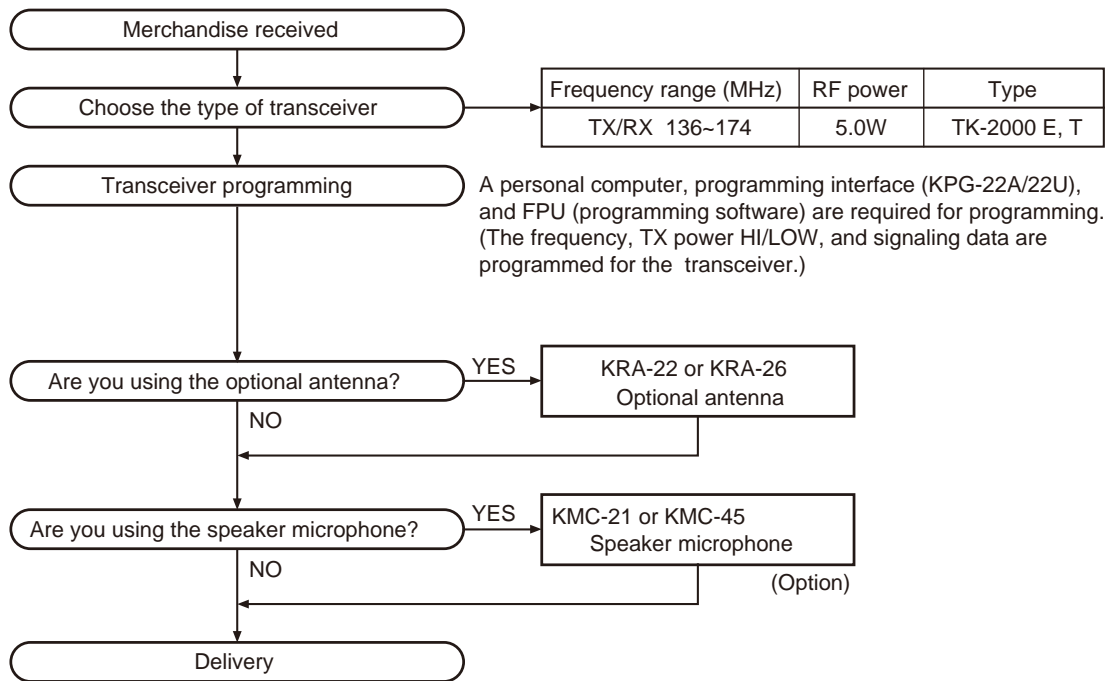 Merchandise received
Choose the type of transceiver
Frequency range (MHz) RF power Type
TX/RX 136~174 5.0W TK-2000 E, T
Transceiver programming
A personal computer, programming interface (KPG-22A/22U),
and FPU (programming software) are required for programming.
(The frequency, TX power HI/LOW, and signaling data are
programmed for the transceiver.)
Are you using the optional antenna?
YES
KRA-22 or KRA-26
Optional antenna
NO
Are you using the speaker microphone?
YES
KMC-21 or KMC-45
Speaker microphone
(Option)
NO
Delivery